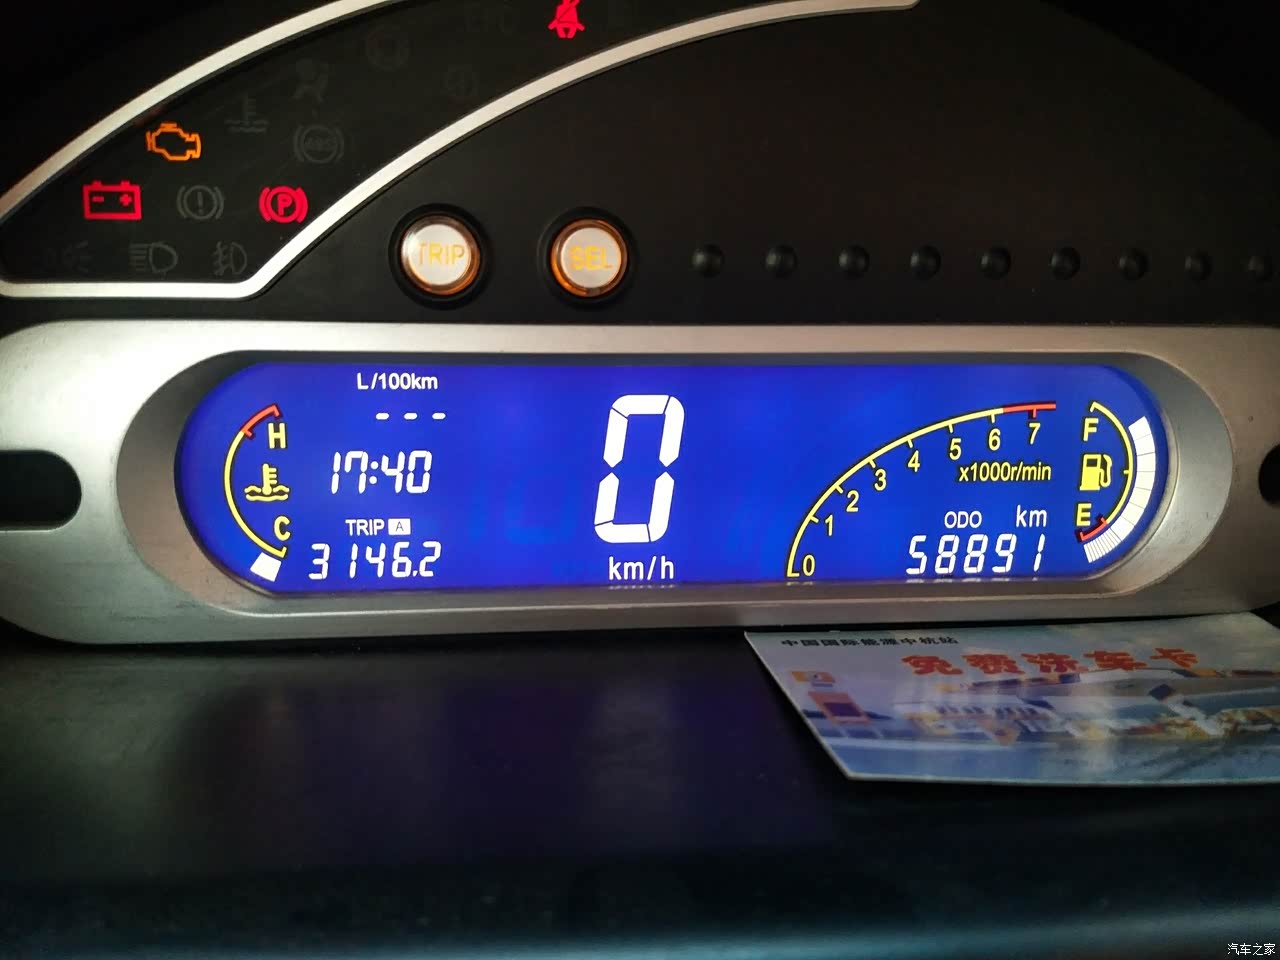 ABS
P
TRIP
SEL
L/100km
---
17:40
TRIP A
3146.2
H
C
0
km/h
0 1 2 3 4 5 6 7
x1000r/min
F
E
ODO km
58891
中国国际能源中杭站
免费洗车卡
汽车之家